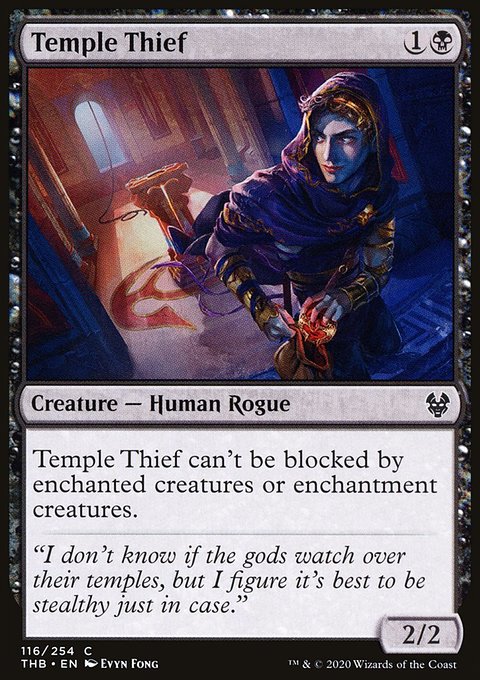 Temple Thief 1
Creature — Human Rogue
Temple Thief can't be blocked by
enchanted creatures or enchantment
creatures.
“I don't know if the gods watch over
their temples, but I figure it's best to be
stealthy just in case.”
2/2
116/254 C
THB • EN Evyn Fong
™ & © 2020 Wizards of the Coast